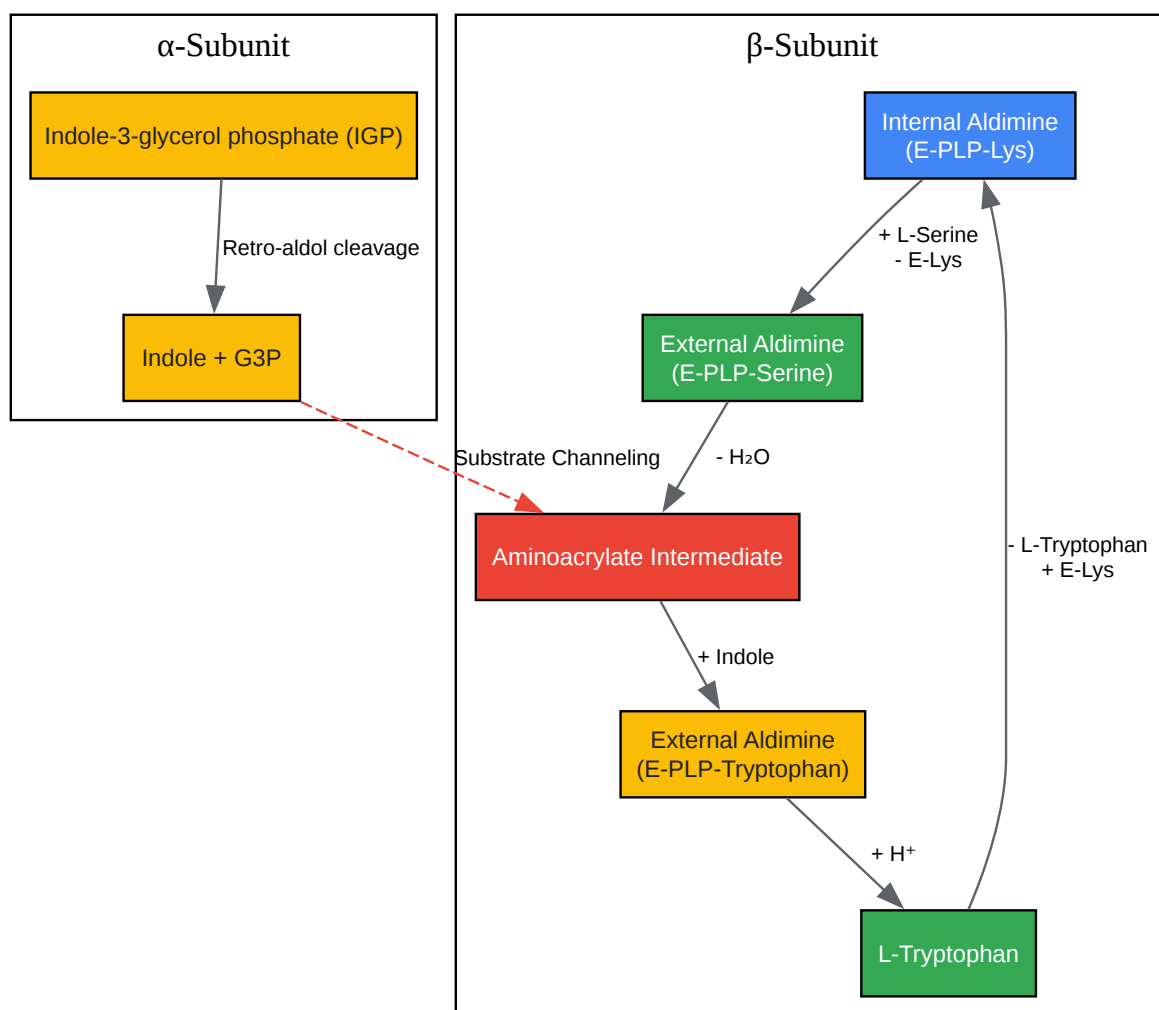 α-Subunit
Indole-3-glycerol phosphate (IGP)
Retro-aldol cleavage
Indole + G3P
Substrate Channeling
β-Subunit
Internal Aldimine
(E-PLP-Lys)
+ L-Serine
- E-Lys
External Aldimine
(E-PLP-Serine)
- H₂O
Aminoacrylate Intermediate
+ Indole
External Aldimine
(E-PLP-Tryptophan)
+ H⁺
L-Tryptophan
- L-Tryptophan
+ E-Lys